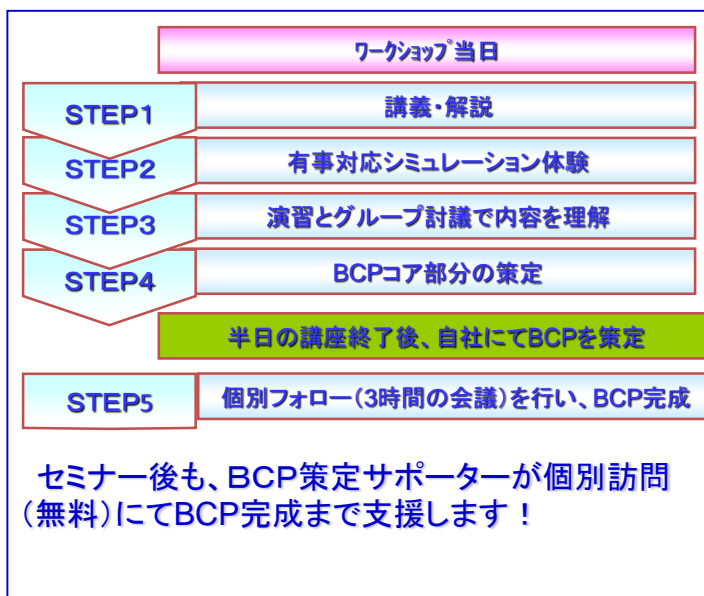 ワークショップ当日
STEP1
講義・解説
STEP2
有事対応シミュレーション体験
STEP3
演習とグループ討議で内容を理解
STEP4
BCPコア部分の策定
半日の講座終了後、自社にてBCPを策定
STEP5
個別フォロー（3時間の会議）を行い、BCP完成
セミナー後も、BCP策定サポーターが個別訪問
（無料）にてBCP完成まで支援します！